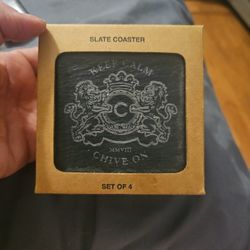 SLATE COASTER
KEEP CALM
C
MMVIII
CHIVE ON
SET OF 4